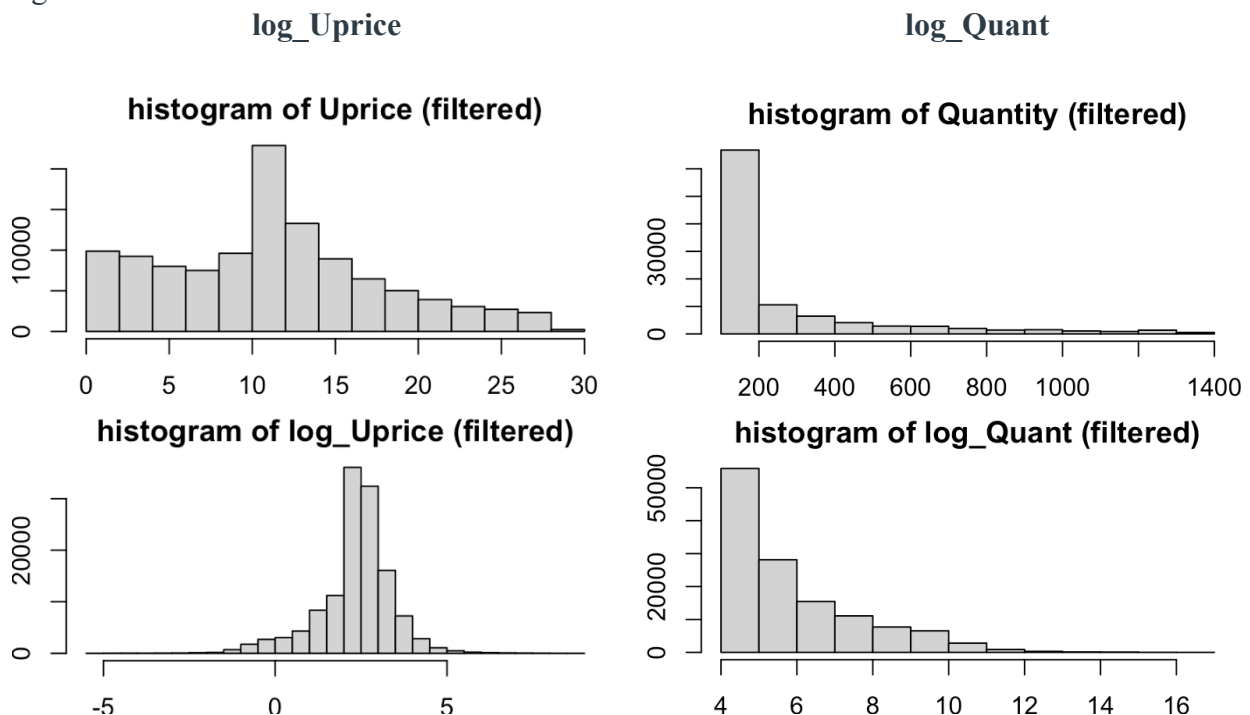 log_Uprice
log_Quant
histogram of Uprice (filtered)
10000
0
0 5 10 15 20 25 30
histogram of Quantity (filtered)
30000
0
200 400 600 800 1000 1400
histogram of log_Uprice (filtered)
20000
0
-5 0 5
histogram of log_Quant (filtered)
50000
20000
0
4 6 8 10 12 14 16